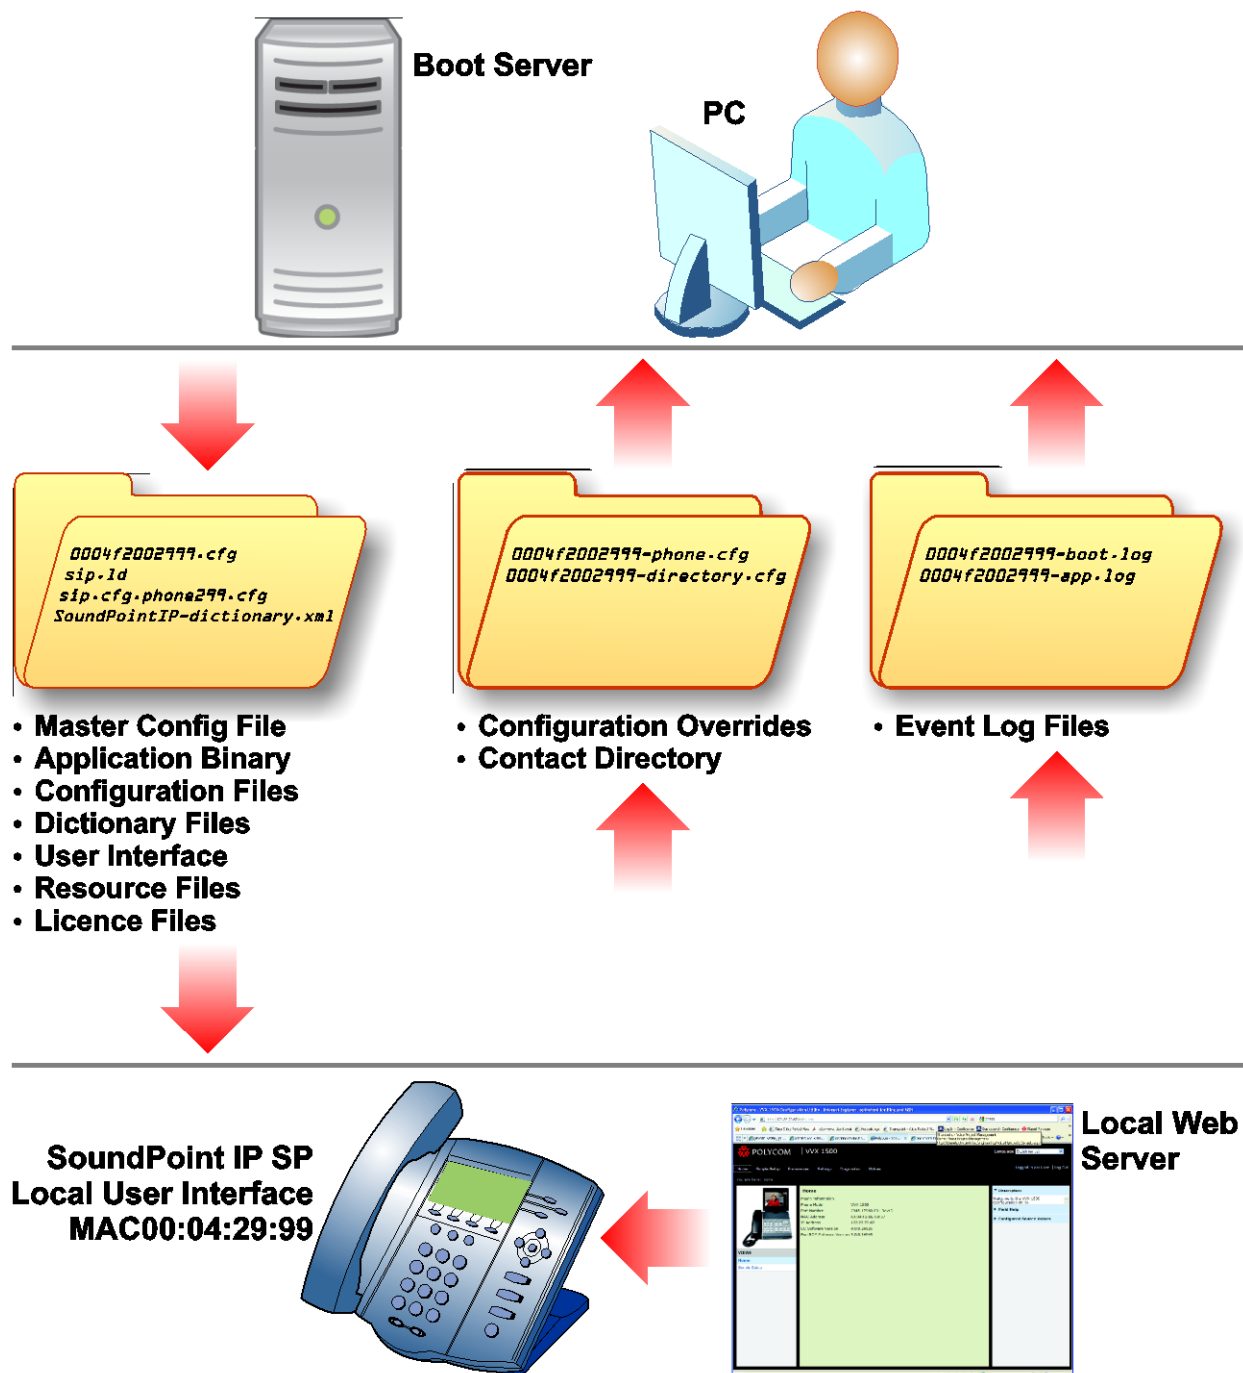 Boot Server
PC
0004f2002999.cfg
sip.ld
sip.cfg.phone299.cfg
SoundPointIP-dictionary.xml
0004f2002999-phone.cfg
0004f2002999-directory.cfg
0004f2002999-boot.log
0004f2002999-app.log
• Master Config File
• Application Binary
• Configuration Files
• Dictionary Files
• User Interface
• Resource Files
• Licence Files
• Configuration Overrides
• Contact Directory
• Event Log Files
SoundPoint IP SP
Local User Interface
MAC00:04:29:99
Local Web
Server
POLYCOM VVX 1500
Home